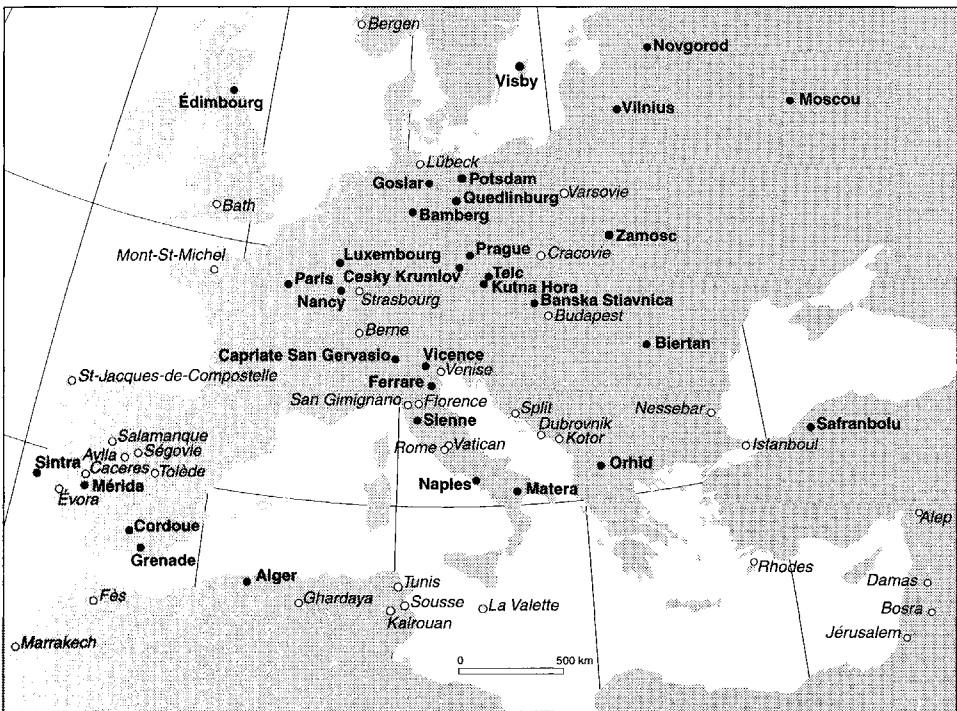 Bergen
Novgorod
Visby
Édimbourg
Vilnius
Moscou
Lübeck
Goslar
Potsdam
Quedlinburg
Varsovie
Bath
Bamberg
Zamosc
Mont-St-Michel
Luxembourg
Prague
Cracovie
Paris
Cesky Krumlov
Telc
Kutna Hora
Nancy
Strasbourg
Banska Stiavnica
Budapest
Berne
Biertan
Capriate San Gervasio
Vicence
Venise
St-Jacques-de-Compostelle
Ferrare
San Gimignano
Florence
Split
Nessebar
Sienne
Dubrovnik
Safranbolu
Salamanque
Kotor
Avila
Ségovie
Rome
Vatican
Istanboul
Sintra
Caceres
Tolède
Orhid
Évora
Mérida
Naples
Matera
Cordoue
Alep
Grenade
Rhodes
Alger
Tunis
Damas
Fès
Ghardaya
Sousse
La Valette
Bosra
Kairouan
Jérusalem
Marrakech
0 500 km